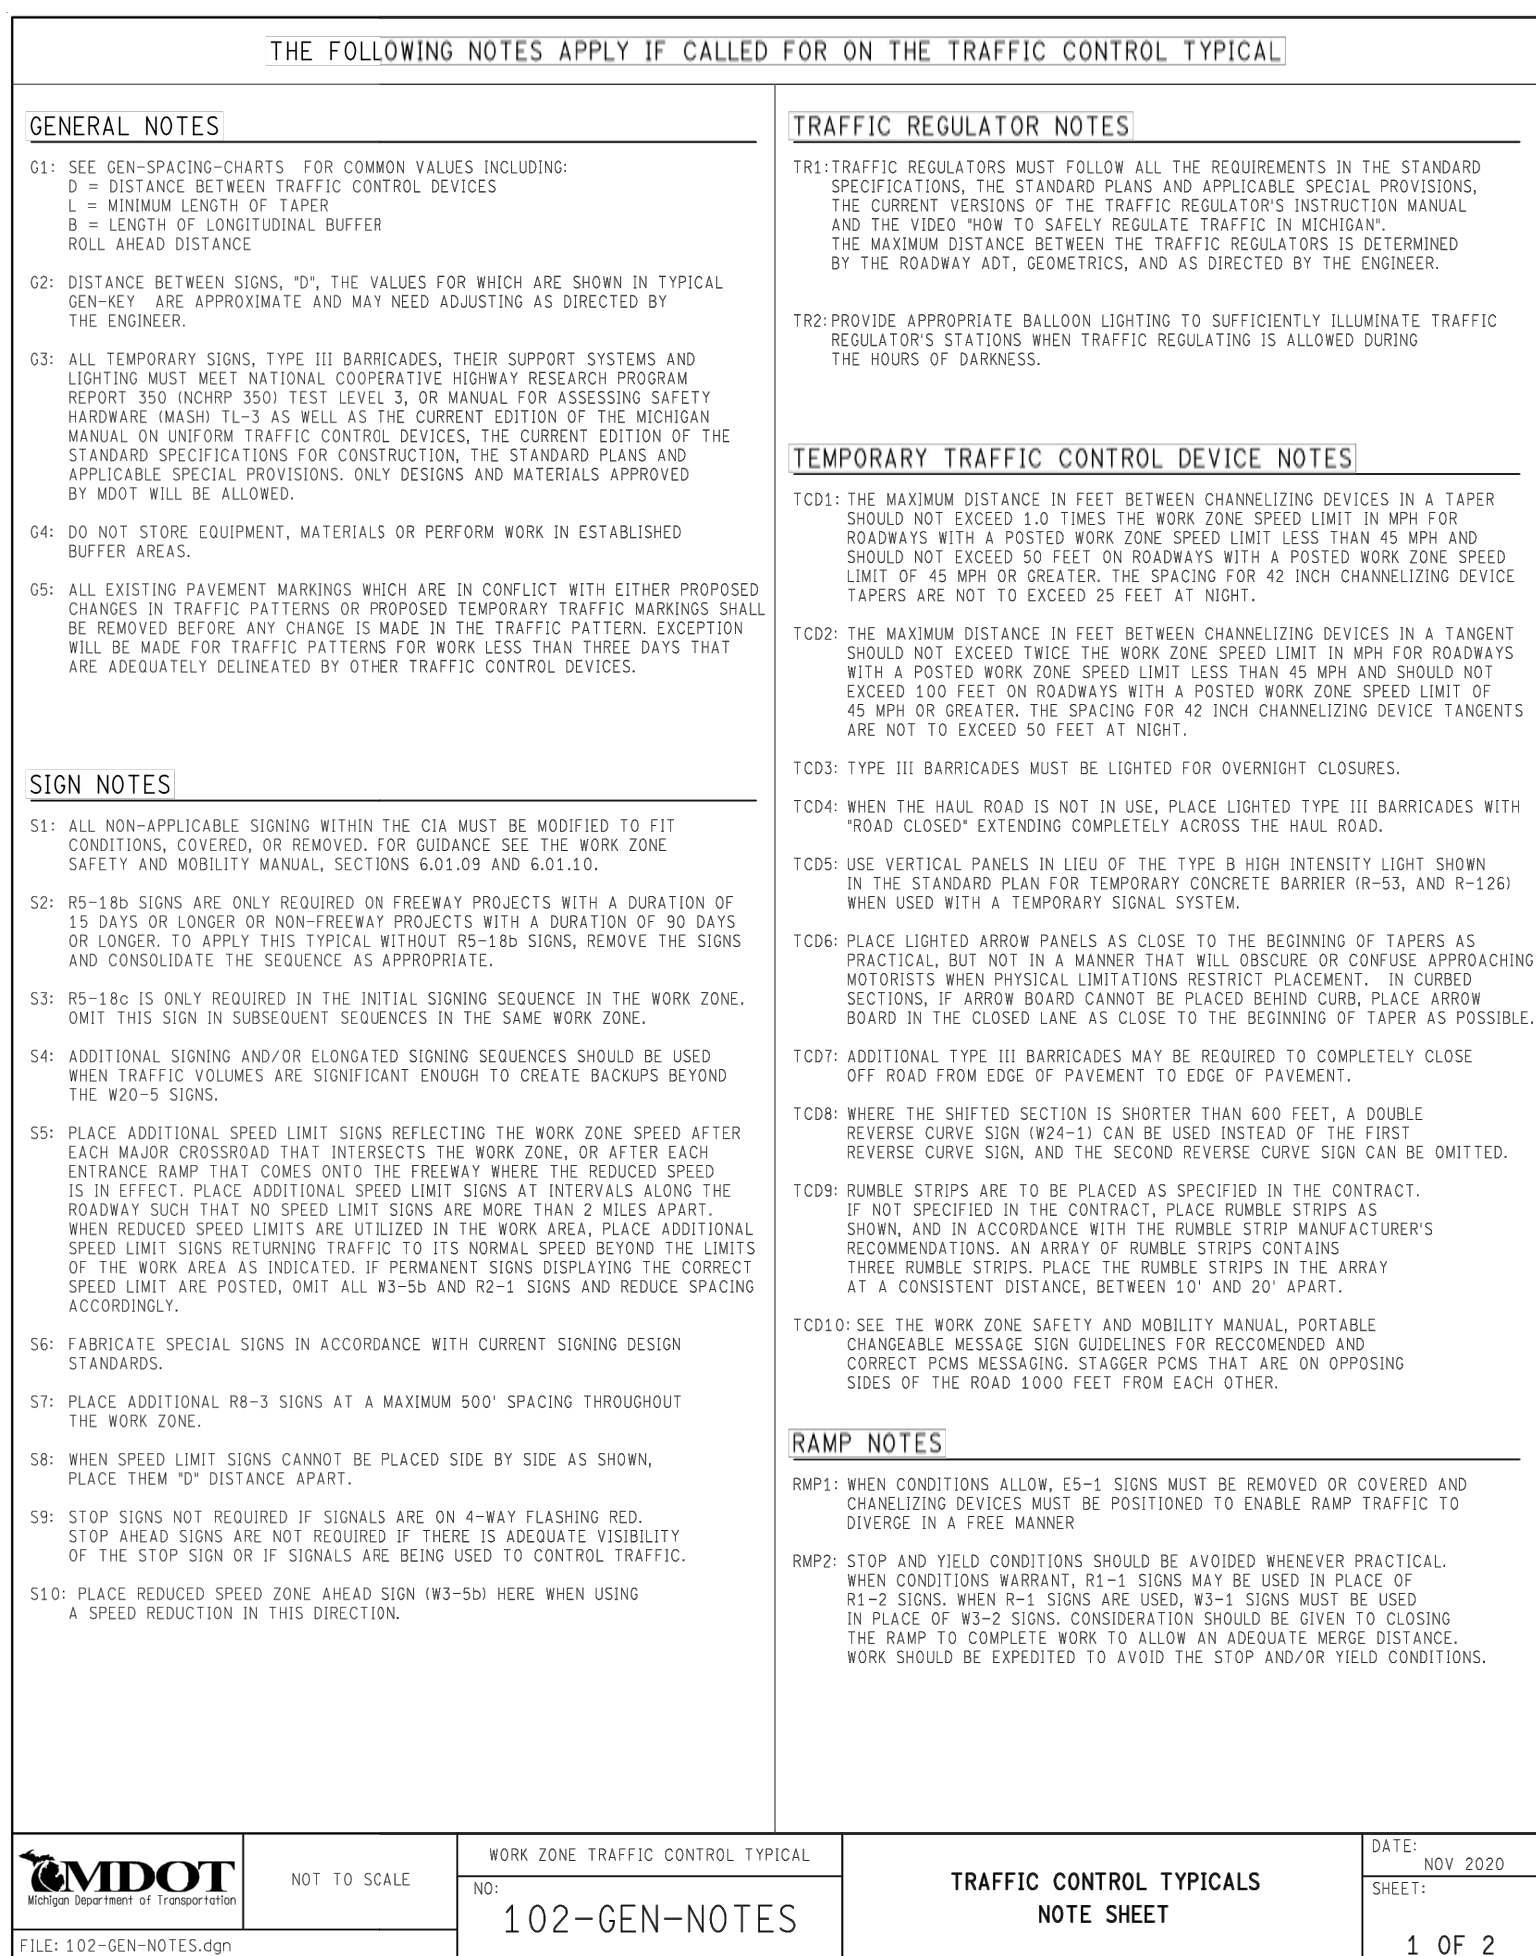 THE FOLLOWING NOTES APPLY IF CALLED FOR ON THE TRAFFIC CONTROL TYPICAL
GENERAL NOTES
G1: SEE GEN-SPACING-CHARTS FOR COMMON VALUES INCLUDING:
D = DISTANCE BETWEEN TRAFFIC CONTROL DEVICES
L = MINIMUM LENGTH OF TAPER
B = LENGTH OF LONGITUDINAL BUFFER
ROLL AHEAD DISTANCE
G2: DISTANCE BETWEEN SIGNS, "D", THE VALUES FOR WHICH ARE SHOWN IN TYPICAL
GEN-KEY ARE APPROXIMATE AND MAY NEED ADJUSTING AS DIRECTED BY
THE ENGINEER.
G3: ALL TEMPORARY SIGNS, TYPE III BARRICADES, THEIR SUPPORT SYSTEMS AND
LIGHTING MUST MEET NATIONAL COOPERATIVE HIGHWAY RESEARCH PROGRAM
REPORT 350 (NCHRP 350) TEST LEVEL 3, OR MANUAL FOR ASSESSING SAFETY
HARDWARE (MASH) TL-3 AS WELL AS THE CURRENT EDITION OF THE MICHIGAN
MANUAL ON UNIFORM TRAFFIC CONTROL DEVICES, THE CURRENT EDITION OF THE
STANDARD SPECIFICATIONS FOR CONSTRUCTION, THE STANDARD PLANS AND
APPLICABLE SPECIAL PROVISIONS. ONLY DESIGNS AND MATERIALS APPROVED
BY MDOT WILL BE ALLOWED.
G4: DO NOT STORE EQUIPMENT, MATERIALS OR PERFORM WORK IN ESTABLISHED
BUFFER AREAS.
G5: ALL EXISTING PAVEMENT MARKINGS WHICH ARE IN CONFLICT WITH EITHER PROPOSED
CHANGES IN TRAFFIC PATTERNS OR PROPOSED TEMPORARY TRAFFIC MARKINGS SHALL
BE REMOVED BEFORE ANY CHANGE IS MADE IN THE TRAFFIC PATTERN. EXCEPTION
WILL BE MADE FOR TRAFFIC PATTERNS FOR WORK LESS THAN THREE DAYS THAT
ARE ADEQUATELY DELINEATED BY OTHER TRAFFIC CONTROL DEVICES.
SIGN NOTES
S1: ALL NON-APPLICABLE SIGNING WITHIN THE CIA MUST BE MODIFIED TO FIT
CONDITIONS, COVERED, OR REMOVED. FOR GUIDANCE SEE THE WORK ZONE
SAFETY AND MOBILITY MANUAL, SECTIONS 6.01.09 AND 6.01.10.
S2: R5-18b SIGNS ARE ONLY REQUIRED ON FREEWAY PROJECTS WITH A DURATION OF
15 DAYS OR LONGER OR NON-FREEWAY PROJECTS WITH A DURATION OF 90 DAYS
OR LONGER. TO APPLY THIS TYPICAL WITHOUT R5-18b SIGNS, REMOVE THE SIGNS
AND CONSOLIDATE THE SEQUENCE AS APPROPRIATE.
S3: R5-18c IS ONLY REQUIRED IN THE INITIAL SIGNING SEQUENCE IN THE WORK ZONE.
OMIT THIS SIGN IN SUBSEQUENT SEQUENCES IN THE SAME WORK ZONE.
S4: ADDITIONAL SIGNING AND/OR ELONGATED SIGNING SEQUENCES SHOULD BE USED
WHEN TRAFFIC VOLUMES ARE SIGNIFICANT ENOUGH TO CREATE BACKUPS BEYOND
THE W20-5 SIGNS.
S5: PLACE ADDITIONAL SPEED LIMIT SIGNS REFLECTING THE WORK ZONE SPEED AFTER
EACH MAJOR CROSSROAD THAT INTERSECTS THE WORK ZONE, OR AFTER EACH
ENTRANCE RAMP THAT COMES ONTO THE FREEWAY WHERE THE REDUCED SPEED
IS IN EFFECT. PLACE ADDITIONAL SPEED LIMIT SIGNS AT INTERVALS ALONG THE
ROADWAY SUCH THAT NO SPEED LIMIT SIGNS ARE MORE THAN 2 MILES APART.
WHEN REDUCED SPEED LIMITS ARE UTILIZED IN THE WORK AREA, PLACE ADDITIONAL
SPEED LIMIT SIGNS RETURNING TRAFFIC TO ITS NORMAL SPEED BEYOND THE LIMITS
OF THE WORK AREA AS INDICATED. IF PERMANENT SIGNS DISPLAYING THE CORRECT
SPEED LIMIT ARE POSTED, OMIT ALL W3-5b AND R2-1 SIGNS AND REDUCE SPACING
ACCORDINGLY.
S6: FABRICATE SPECIAL SIGNS IN ACCORDANCE WITH CURRENT SIGNING DESIGN
STANDARDS.
S7: PLACE ADDITIONAL R8-3 SIGNS AT A MAXIMUM 500' SPACING THROUGHOUT
THE WORK ZONE.
S8: WHEN SPEED LIMIT SIGNS CANNOT BE PLACED SIDE BY SIDE AS SHOWN,
PLACE THEM "D" DISTANCE APART.
S9: STOP SIGNS NOT REQUIRED IF SIGNALS ARE ON 4-WAY FLASHING RED.
STOP AHEAD SIGNS ARE NOT REQUIRED IF THERE IS ADEQUATE VISIBILITY
OF THE STOP SIGN OR IF SIGNALS ARE BEING USED TO CONTROL TRAFFIC.
S10: PLACE REDUCED SPEED ZONE AHEAD SIGN (W3-5b) HERE WHEN USING
A SPEED REDUCTION IN THIS DIRECTION.
TRAFFIC REGULATOR NOTES
TR1: TRAFFIC REGULATORS MUST FOLLOW ALL THE REQUIREMENTS IN THE STANDARD
SPECIFICATIONS, THE STANDARD PLANS AND APPLICABLE SPECIAL PROVISIONS,
THE CURRENT VERSIONS OF THE TRAFFIC REGULATOR'S INSTRUCTION MANUAL
AND THE VIDEO "HOW TO SAFELY REGULATE TRAFFIC IN MICHIGAN".
THE MAXIMUM DISTANCE BETWEEN THE TRAFFIC REGULATORS IS DETERMINED
BY THE ROADWAY ADT, GEOMETRICS, AND AS DIRECTED BY THE ENGINEER.
TR2: PROVIDE APPROPRIATE BALLOON LIGHTING TO SUFFICIENTLY ILLUMINATE TRAFFIC
REGULATOR'S STATIONS WHEN TRAFFIC REGULATING IS ALLOWED DURING
THE HOURS OF DARKNESS.
TEMPORARY TRAFFIC CONTROL DEVICE NOTES
TCD1: THE MAXIMUM DISTANCE IN FEET BETWEEN CHANNELIZING DEVICES IN A TAPER
SHOULD NOT EXCEED 1.0 TIMES THE WORK ZONE SPEED LIMIT IN MPH FOR
ROADWAYS WITH A POSTED WORK ZONE SPEED LIMIT LESS THAN 45 MPH AND
SHOULD NOT EXCEED 50 FEET ON ROADWAYS WITH A POSTED WORK ZONE SPEED
LIMIT OF 45 MPH OR GREATER. THE SPACING FOR 42 INCH CHANNELIZING DEVICE
TAPERS ARE NOT TO EXCEED 25 FEET AT NIGHT.
TCD2: THE MAXIMUM DISTANCE IN FEET BETWEEN CHANNELIZING DEVICES IN A TANGENT
SHOULD NOT EXCEED TWICE THE WORK ZONE SPEED LIMIT IN MPH FOR ROADWAYS
WITH A POSTED WORK ZONE SPEED LIMIT LESS THAN 45 MPH AND SHOULD NOT
EXCEED 100 FEET ON ROADWAYS WITH A POSTED WORK ZONE SPEED LIMIT OF
45 MPH OR GREATER. THE SPACING FOR 42 INCH CHANNELIZING DEVICE TANGENTS
ARE NOT TO EXCEED 50 FEET AT NIGHT.
TCD3: TYPE III BARRICADES MUST BE LIGHTED FOR OVERNIGHT CLOSURES.
TCD4: WHEN THE HAUL ROAD IS NOT IN USE, PLACE LIGHTED TYPE III BARRICADES WITH
"ROAD CLOSED" EXTENDING COMPLETELY ACROSS THE HAUL ROAD.
TCD5: USE VERTICAL PANELS IN LIEU OF THE TYPE B HIGH INTENSITY LIGHT SHOWN
IN THE STANDARD PLAN FOR TEMPORARY CONCRETE BARRIER (R-53, AND R-126)
WHEN USED WITH A TEMPORARY SIGNAL SYSTEM.
TCD6: PLACE LIGHTED ARROW PANELS AS CLOSE TO THE BEGINNING OF TAPERS AS
PRACTICAL, BUT NOT IN A MANNER THAT WILL OBSCURE OR CONFUSE APPROACHING
MOTORISTS WHEN PHYSICAL LIMITATIONS RESTRICT PLACEMENT. IN CURBED
SECTIONS, IF ARROW BOARD CANNOT BE PLACED BEHIND CURB, PLACE ARROW
BOARD IN THE CLOSED LANE AS CLOSE TO THE BEGINNING OF TAPER AS POSSIBLE.
TCD7: ADDITIONAL TYPE III BARRICADES MAY BE REQUIRED TO COMPLETELY CLOSE
OFF ROAD FROM EDGE OF PAVEMENT TO EDGE OF PAVEMENT.
TCD8: WHERE THE SHIFTED SECTION IS SHORTER THAN 600 FEET, A DOUBLE
REVERSE CURVE SIGN (W24-1) CAN BE USED INSTEAD OF THE FIRST
REVERSE CURVE SIGN, AND THE SECOND REVERSE CURVE SIGN CAN BE OMITTED.
TCD9: RUMBLE STRIPS ARE TO BE PLACED AS SPECIFIED IN THE CONTRACT.
IF NOT SPECIFIED IN THE CONTRACT, PLACE RUMBLE STRIPS AS
SHOWN, AND IN ACCORDANCE WITH THE RUMBLE STRIP MANUFACTURER'S
RECOMMENDATIONS. AN ARRAY OF RUMBLE STRIPS CONTAINS
THREE RUMBLE STRIPS. PLACE THE RUMBLE STRIPS IN THE ARRAY
AT A CONSISTENT DISTANCE, BETWEEN 10' AND 20' APART.
TCD10: SEE THE WORK ZONE SAFETY AND MOBILITY MANUAL, PORTABLE
CHANGEABLE MESSAGE SIGN GUIDELINES FOR RECCOMENDED AND
CORRECT PCMS MESSAGING. STAGGER PCMS THAT ARE ON OPPOSING
SIDES OF THE ROAD 1000 FEET FROM EACH OTHER.
RAMP NOTES
RMP1: WHEN CONDITIONS ALLOW, E5-1 SIGNS MUST BE REMOVED OR COVERED AND
CHANELIZING DEVICES MUST BE POSITIONED TO ENABLE RAMP TRAFFIC TO
DIVERGE IN A FREE MANNER
RMP2: STOP AND YIELD CONDITIONS SHOULD BE AVOIDED WHENEVER PRACTICAL.
WHEN CONDITIONS WARRANT, R1-1 SIGNS MAY BE USED IN PLACE OF
R1-2 SIGNS. WHEN R-1 SIGNS ARE USED, W3-1 SIGNS MUST BE USED
IN PLACE OF W3-2 SIGNS. CONSIDERATION SHOULD BE GIVEN TO CLOSING
THE RAMP TO COMPLETE WORK TO ALLOW AN ADEQUATE MERGE DISTANCE.
WORK SHOULD BE EXPEDITED TO AVOID THE STOP AND/OR YIELD CONDITIONS.
MDOT
Michigan Department of Transportation
FILE: 102-GEN-NOTES.dgn
NOT TO SCALE
WORK ZONE TRAFFIC CONTROL TYPICAL
NO:
102-GEN-NOTES
TRAFFIC CONTROL TYPICALS
NOTE SHEET
DATE:
NOV 2020
SHEET:
1 OF 2